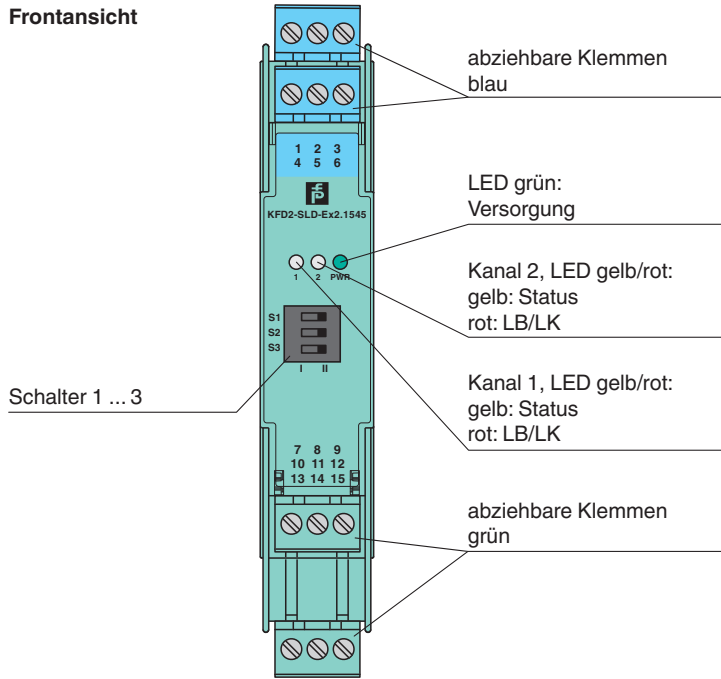 Frontansicht
abziehbare Klemmen
blau
1 2 3
4 5 6
KFD2-SLD-Ex2.1545
LED grün:
Versorgung
1 2 PWR
Kanal 2, LED gelb/rot:
gelb: Status
rot: LB/LK
S1
S2
S3
I II
Schalter 1 ... 3
Kanal 1, LED gelb/rot:
gelb: Status
rot: LB/LK
7 8 9
10 11 12
13 14 15
abziehbare Klemmen
grün